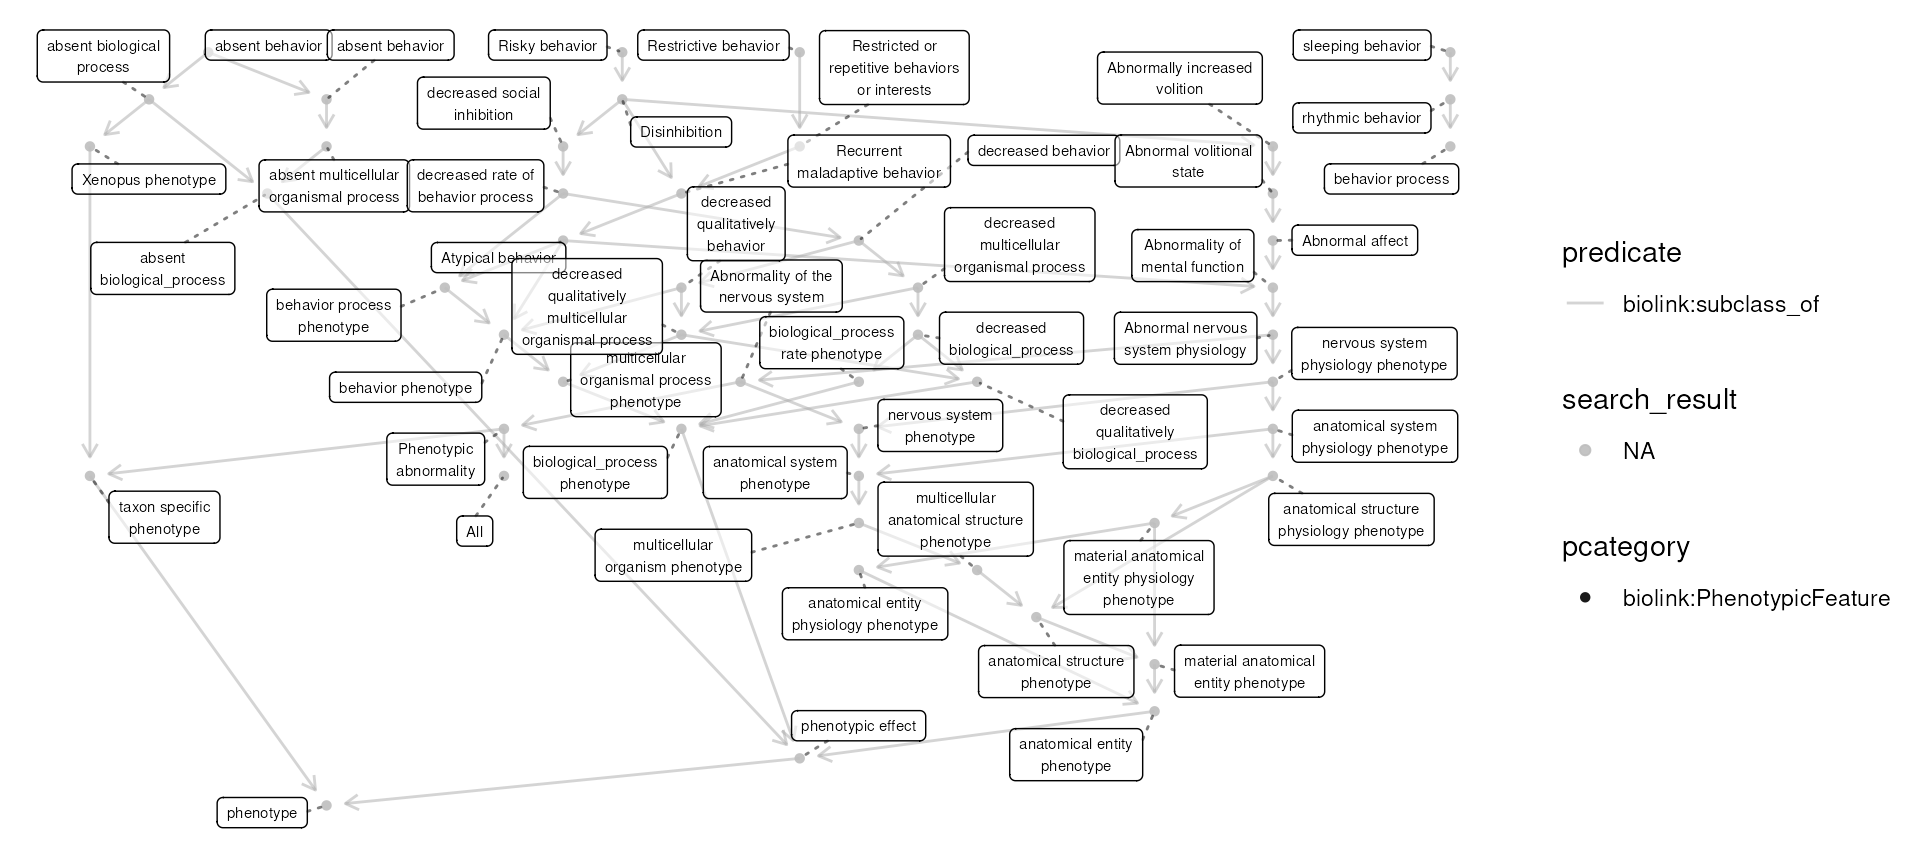 absent biological
process
absent behavior
absent behavior
Risky behavior
Restrictive behavior
Restricted or
repetitive behaviors
or interests
Abnormally increased
volition
sleeping behavior
decreased social
inhibition
Disinhibition
rhythmic behavior
Xenopus phenotype
absent multicellular
organismal process
decreased rate of
behavior process
Recurrent
maladaptive behavior
decreased behavior
Abnormal volitional
state
behavior process
absent
biological_process
Atypical behavior
decreased
qualitatively
behavior
decreased
multicellular
organismal process
Abnormality of
mental function
Abnormal affect
behavior process
phenotype
decreased
qualitatively
multicellular
organismal process
Abnormality of the
nervous system
biological_process
rate phenotype
decreased
biological_process
Abnormal nervous
system physiology
nervous system
physiology phenotype
behavior phenotype
multicellular
organismal process
phenotype
nervous system
phenotype
decreased
qualitatively
biological_process
anatomical system
physiology phenotype
Phenotypic
abnormality
biological_process
phenotype
anatomical system
phenotype
taxon specific
phenotype
All
multicellular
organism phenotype
multicellular
anatomical structure
phenotype
anatomical structure
physiology phenotype
anatomical entity
physiology phenotype
material anatomical
entity physiology
phenotype
anatomical structure
phenotype
material anatomical
entity phenotype
phenotypic effect
anatomical entity
phenotype
phenotype
predicate
biolink:subclass_of
search_result
NA
pcategory
biolink:PhenotypicFeature